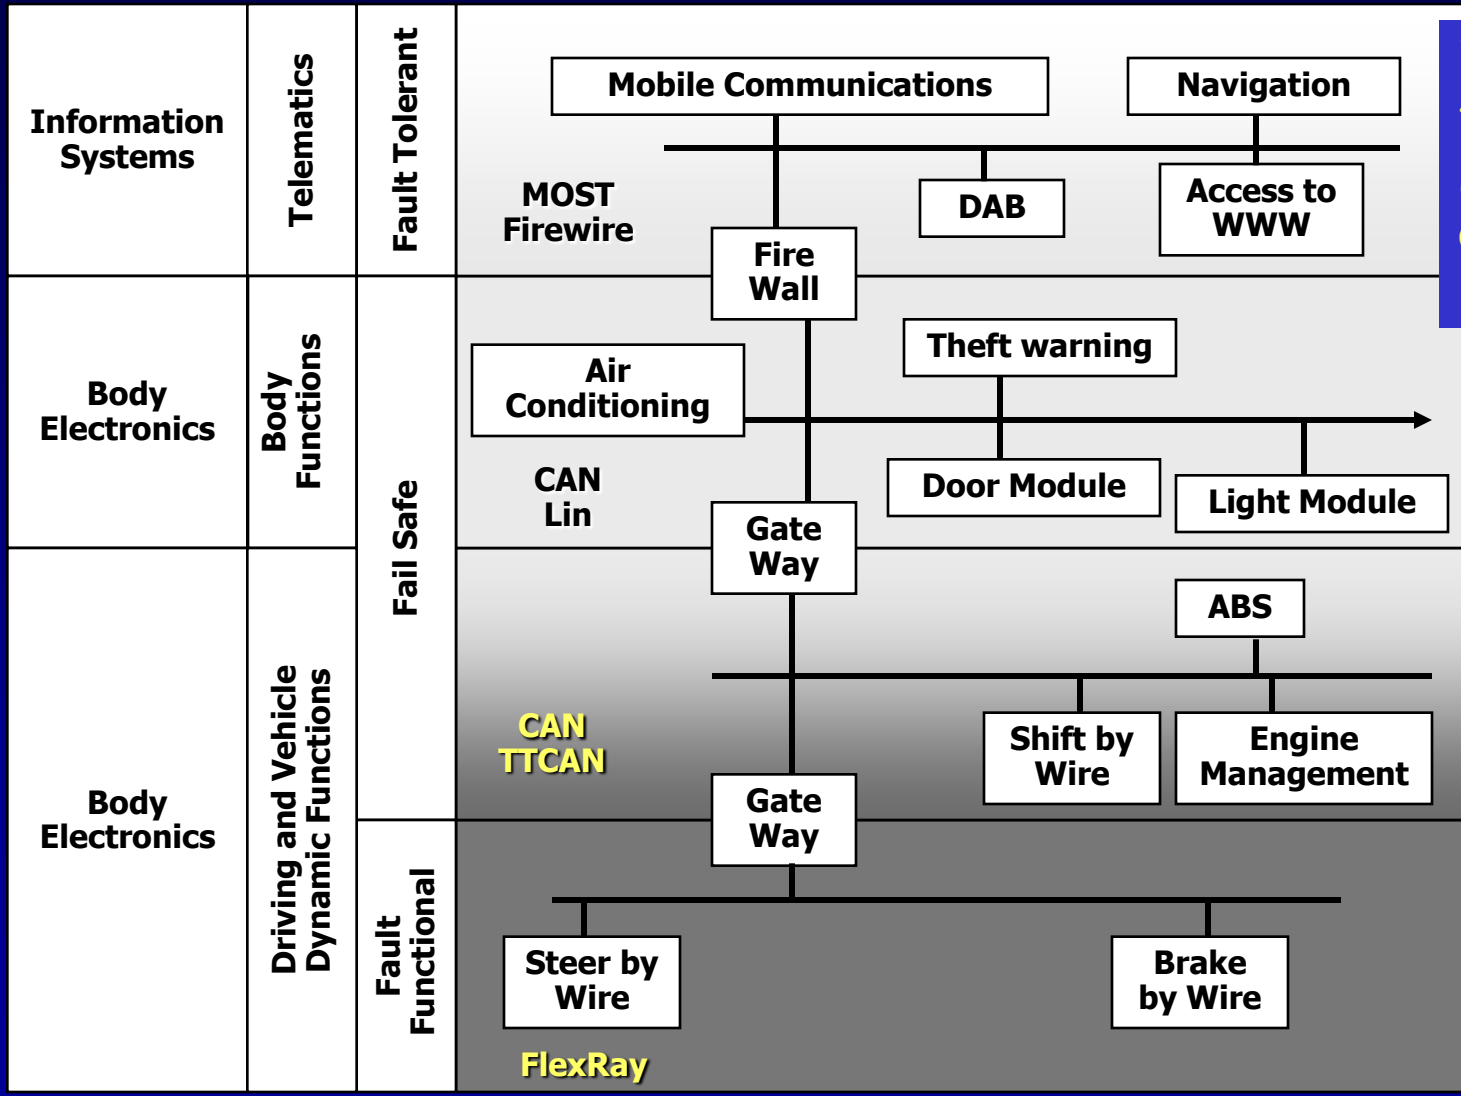 Information
Systems
Telematics
Fault Tolerant
Mobile Communications
Navigation
MOST
Firewire
DAB
Access to
WWW
Fire
Wall
Body
Electronics
Body
Functions
Fail Safe
Air
Conditioning
Theft warning
CAN
Lin
Door Module
Light Module
Gate
Way
Body
Electronics
Driving and Vehicle
Dynamic Functions
ABS
CAN
TTCAN
Shift by
Wire
Engine
Management
Gate
Way
Fault
Functional
Steer by
Wire
Brake
by Wire
FlexRay